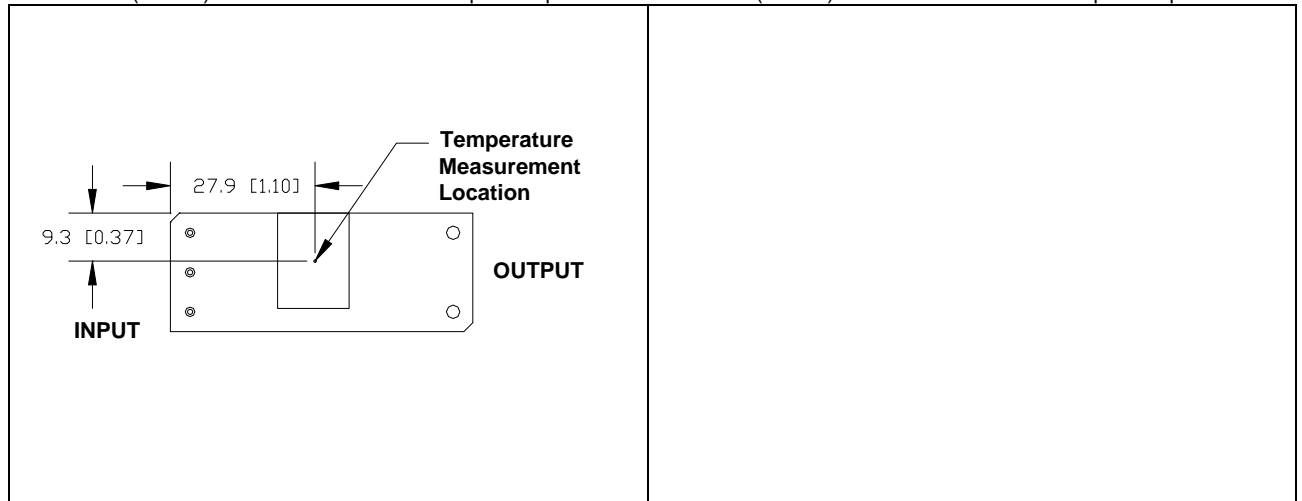 Temperature
Measurement
Location
27.9 [1.10]
9.3 [0.37]
OUTPUT
INPUT